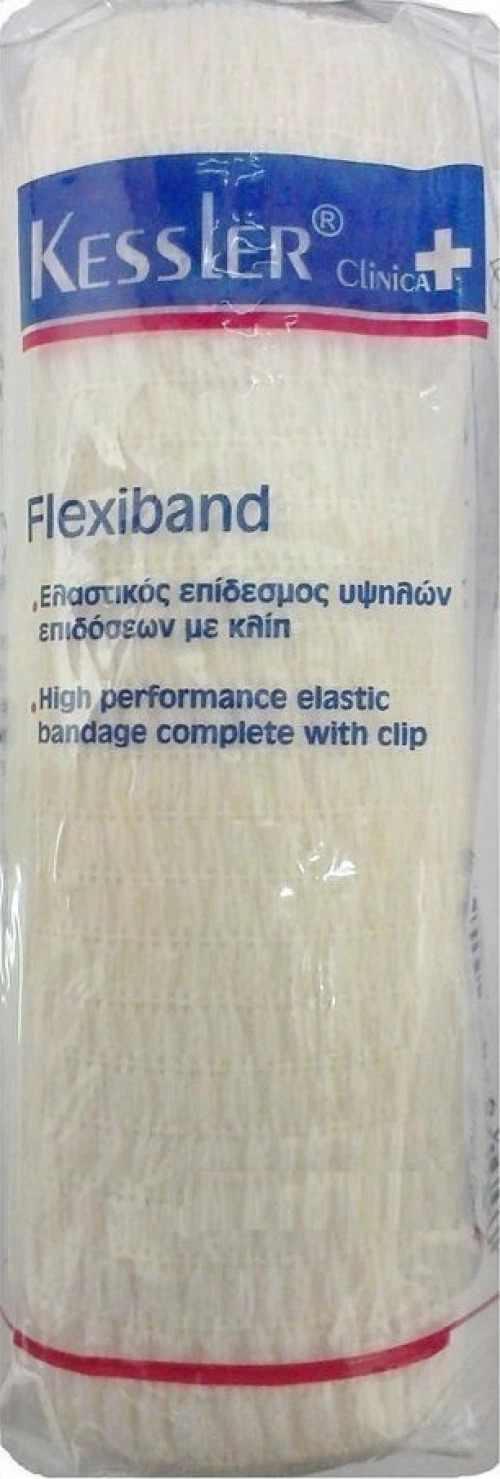 KESSLER® CLINICA
Flexiband
.Ελαστικός επίδεσμος υψηλών
επιδόσεων με κλίπ
.High performance elastic
bandage complete with clip